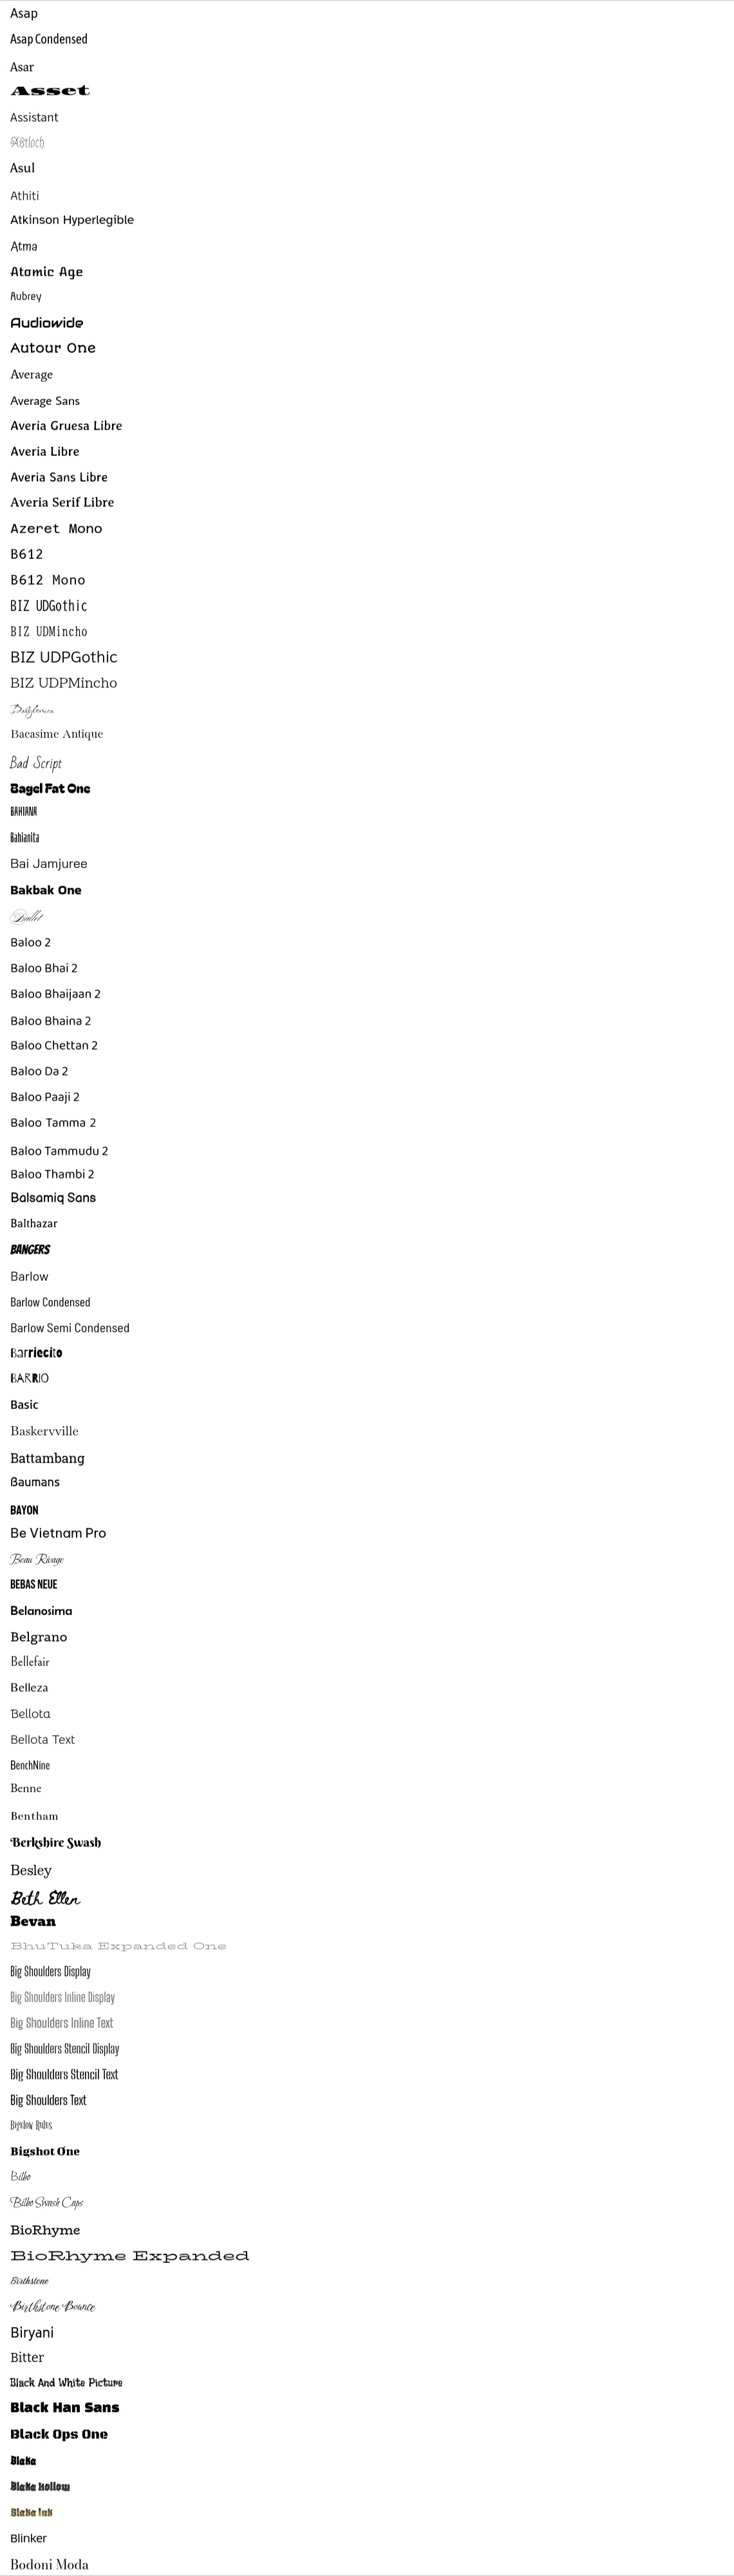 Asap
Asap Condensed
Asar
Asset
Assistant
Astloch
Asul
Athiti
Atkinson Hyperlegible
Atma
Atomic Age
Aubrey
Audiowide
Autour One
Average
Average Sans
Averia Gruesa Libre
Averia Libre
Averia Sans Libre
Averia Serif Libre
Azeret Mono
B612
B612 Mono
BIZ UDGothic
BIZ UDMincho
BIZ UDPGothic
BIZ UDPMincho
Babylonica
Bacasime Antique
Bad Script
Bagel Fat One
BAHIANA
Bahianita
Bai Jamjuree
Bakbak One
Ballet
Baloo 2
Baloo Bhai 2
Baloo Bhaijaan 2
Baloo Bhaina 2
Baloo Chettan 2
Baloo Da 2
Baloo Paaji 2
Baloo Tamma 2
Baloo Tammudu 2
Baloo Thambi 2
Balsamiq Sans
Balthazar
BANGERS
Barlow
Barlow Condensed
Barlow Semi Condensed
Barriecito
BARRIO
Basic
Baskervville
Battambang
Baumans
BAYON
Be Vietnam Pro
Beau Rivage
BEBAS NEUE
Belanosima
Belgrano
Bellefair
Belleza
Bellota
Bellota Text
BenchNine
Benne
Bentham
Berkshire Swash
Besley
Beth Ellen
Bevan
BhuTuka Expanded One
Big Shoulders Display
Big Shoulders Inline Display
Big Shoulders Inline Text
Big Shoulders Stencil Display
Big Shoulders Stencil Text
Big Shoulders Text
Bigelow Rules
Bigshot One
Bilbo
Bilbo Swash Caps
BioRhyme
BioRhyme Expanded
Birthstone
Birthstone Bounce
Biryani
Bitter
Black And White Picture
Black Han Sans
Black Ops One
Blaka
Blaka Hollow
Blaka Ink
Blinker
Bodoni Moda